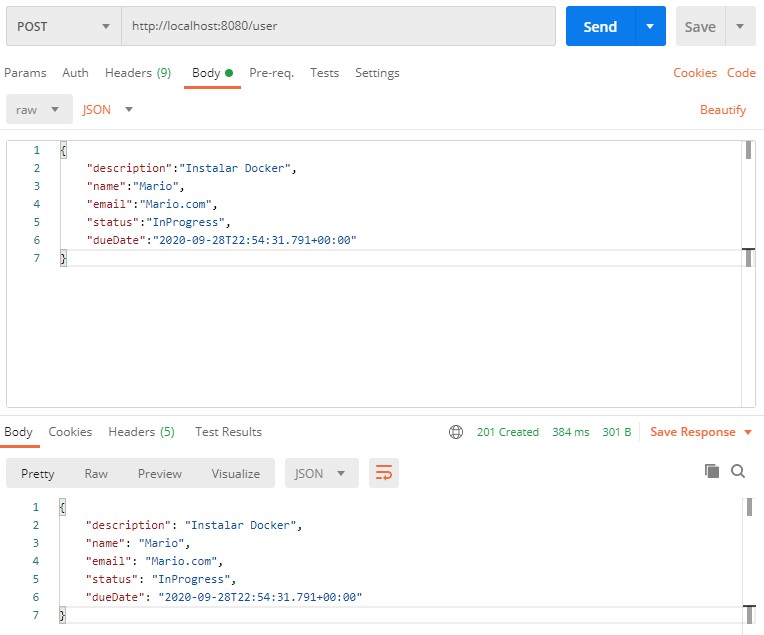 POST http://localhost:8080/user Send Save
Params Auth Headers (9) Body Pre-req. Tests Settings Cookies Code
raw JSON Beautify
1 {
2 "description":"Instalar Docker",
3 "name":"Mario",
4 "email":"Mario.com",
5 "status":"InProgress",
6 "dueDate":"2020-09-28T22:54:31.791+00:00"
7 }
Body Cookies Headers (5) Test Results 201 Created 384 ms 301 B Save Response
Pretty Raw Preview Visualize JSON
1 {
2 "description": "Instalar Docker",
3 "name": "Mario",
4 "email": "Mario.com",
5 "status": "InProgress",
6 "dueDate": "2020-09-28T22:54:31.791+00:00"
7 }